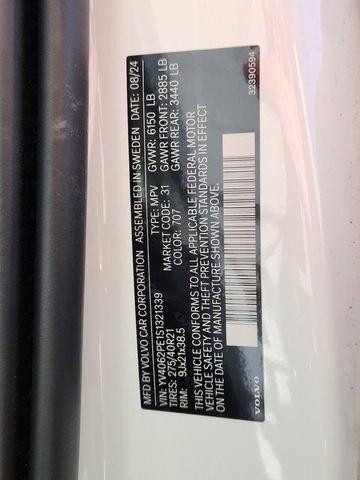 MFD BY VOLVO CAR CORPORATION ASSEMBLED IN SWEDEN DATE: 08/24
GVWR: 6150 LB
GAWR FRONT: 2885 LB
GAWR REAR: 3440 LB
VIN: YV4062PE1S1321339 TYPE: MPV
TIRES: 275/40R21 MARKET CODE: 31
RIM: 9Jx21x38.5 COLOR: 707
THIS VEHICLE CONFORMS TO ALL APPLICABLE FEDERAL MOTOR
VEHICLE SAFETY AND THEFT PREVENTION STANDARDS IN EFFECT
ON THE DATE OF MANUFACTURE SHOWN ABOVE.
VOLVO
32390594